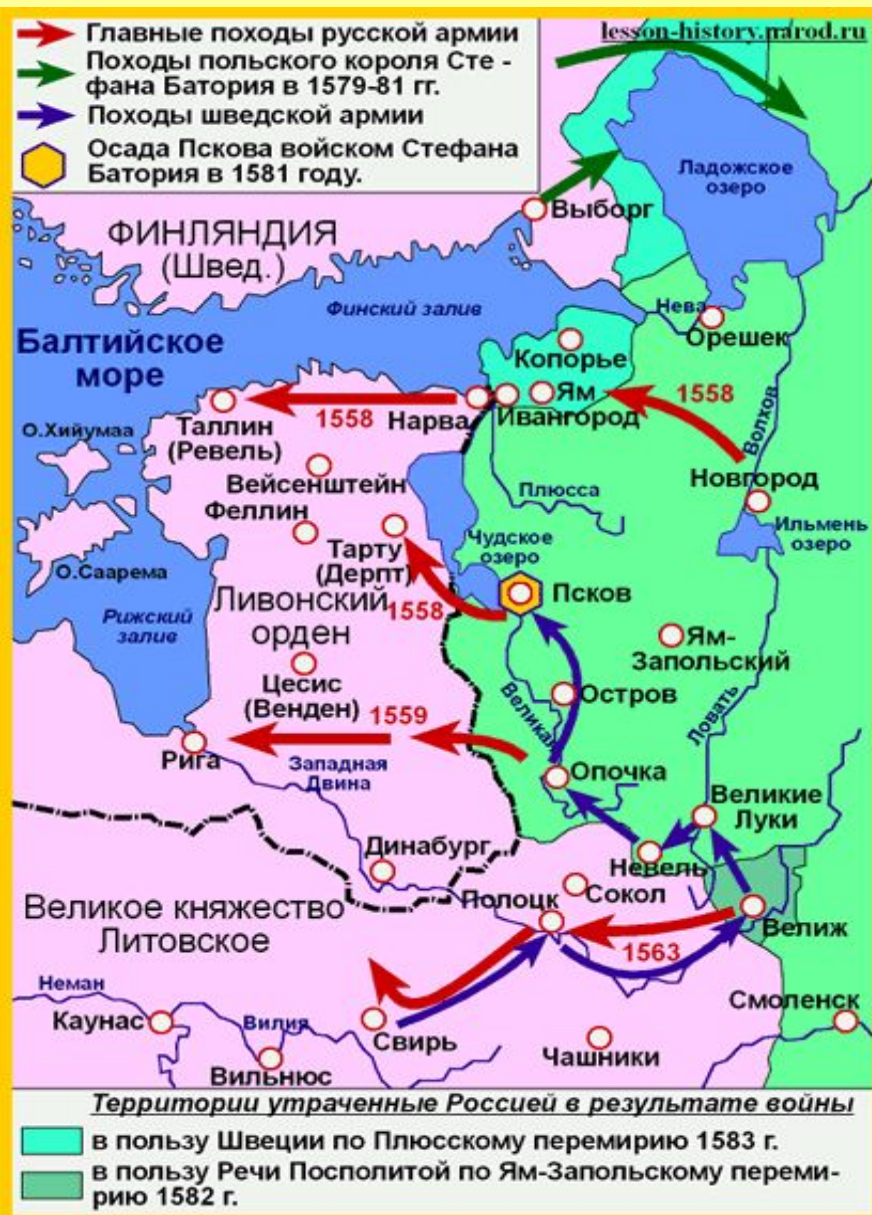 lesson-history.narod.ru
Главные походы русской армии
Походы польского короля Сте -
фана Батория в 1579-81 гг.
Походы шведской армии
Осада Пскова войском Стефана
Батория в 1581 году.
Ладожское
озеро
Выборг
ФИНЛЯНДИЯ
(Швед.)
Финский залив
Нева
Орешек
Балтийское
море
Копорье
Ям
1558
Нарва
Ивангород
1558
Таллин
(Ревель)
Волхов
О.Хийумаа
Вейсенштейн
Новгород
Плюсса
Феллин
Ильмень
озеро
Чудское
озеро
Тарту
(Дерпт)
О.Саарема
1558
Псков
Ливонский
орден
Рижский
залив
Ям-
Запольский
Цесис
(Венден)
Остров
Великая
Ловать
1559
Рига
Западная
Двина
Опочка
Великие
Луки
Динабург
Невель
Сокол
Полоцк
Велиж
Великое княжество
Литовское
1563
Неман
Смоленск
Каунас
Вилия
Свирь
Чашники
Вильнюс
Территории утраченные Россией в результате войны
в пользу Швеции по Плюсскому перемирию 1583 г.
в пользу Речи Посполитой по Ям-Запольскому переми-
рию 1582 г.